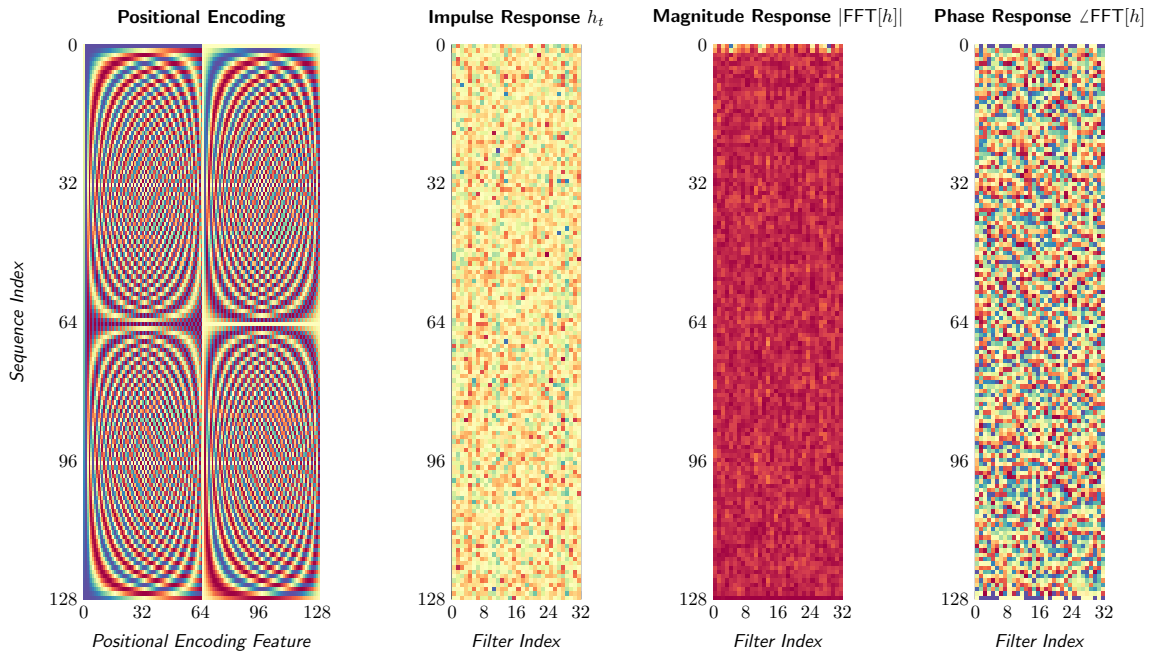 Positional Encoding
Impulse Response h_t
Magnitude Response |FFT[h]|
Phase Response ∠FFT[h]
0
32
64
96
128
0
32
64
96
128
0
32
64
96
128
0
32
64
96
128
Sequence Index
0 32 64 96 128
0 8 16 24 32
0 8 16 24 32
0 8 16 24 32
Positional Encoding Feature
Filter Index
Filter Index
Filter Index